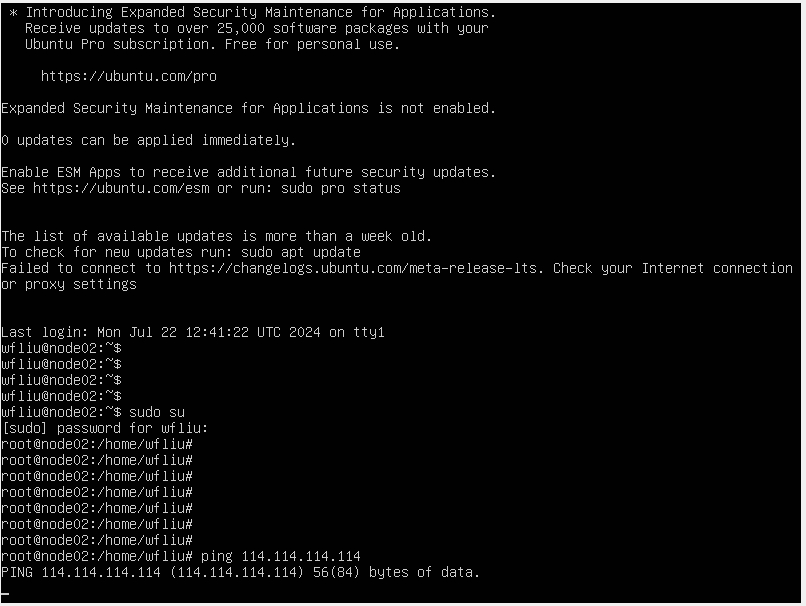 * Introducing Expanded Security Maintenance for Applications.
Receive updates to over 25,000 software packages with your
Ubuntu Pro subscription. Free for personal use.
https://ubuntu.com/pro
Expanded Security Maintenance for Applications is not enabled.
0 updates can be applied immediately.
Enable ESM Apps to receive additional future security updates.
See https://ubuntu.com/esm or run: sudo pro status
The list of available updates is more than a week old.
To check for new updates run: sudo apt update
Failed to connect to https://changelogs.ubuntu.com/meta-release-lts. Check your Internet connection
or proxy settings
Last login: Mon Jul 22 12:41:22 UTC 2024 on tty1
wfliu@node02:~$
wfliu@node02:~$
wfliu@node02:~$
wfliu@node02:~$
wfliu@node02:~$ sudo su
[sudo] password for wfliu:
root@node02:/home/wfliu#
root@node02:/home/wfliu#
root@node02:/home/wfliu#
root@node02:/home/wfliu#
root@node02:/home/wfliu#
root@node02:/home/wfliu#
root@node02:/home/wfliu#
root@node02:/home/wfliu# ping 114.114.114.114
PING 114.114.114.114 (114.114.114.114) 56(84) bytes of data.